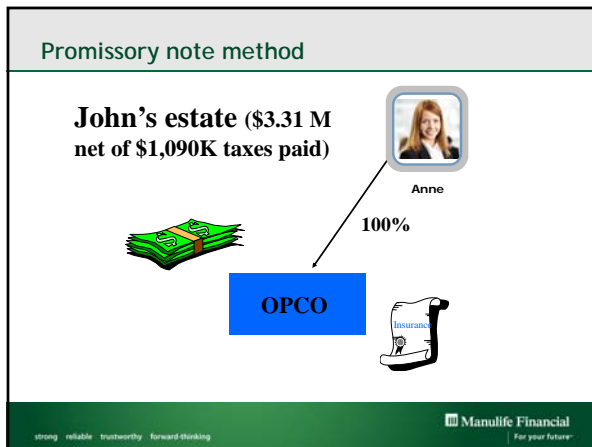 Promissory note method
John's estate ($3.31 M
net of $1,090K taxes paid)
Anne
100%
OPCO
Insurance
strong reliable trustworthy forward-thinking
Manulife Financial
For your future™